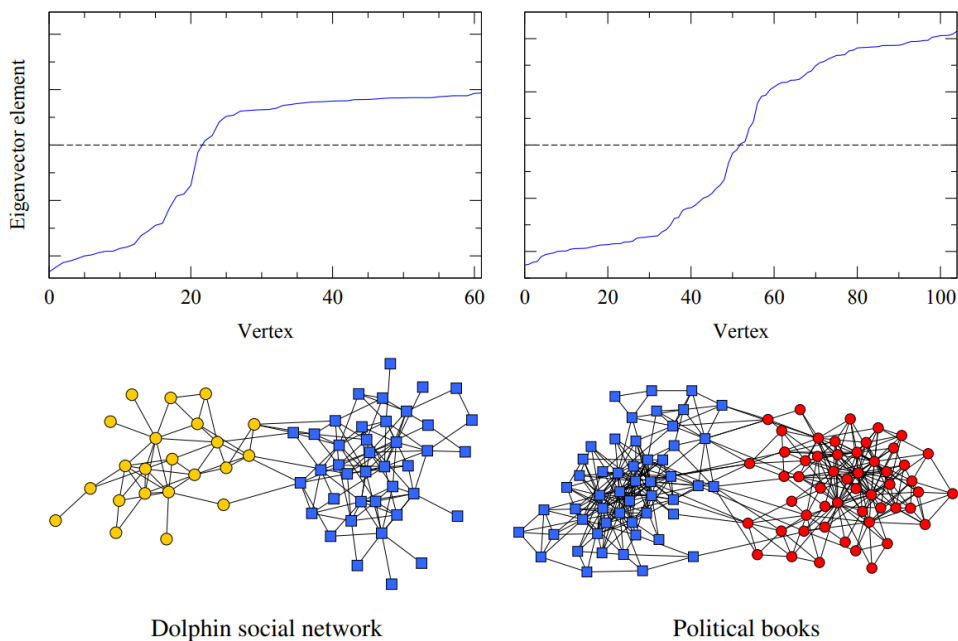 Eigenvector element
0 20 40 60
Vertex
0 20 40 60 80 100
Vertex
Dolphin social network
Political books